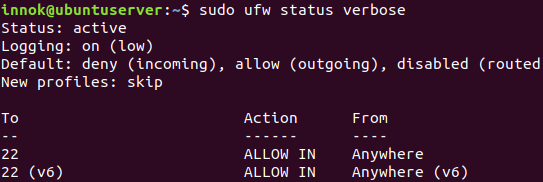 innok@ubuntuserver:~$ sudo ufw status verbose
Status: active
Logging: on (low)
Default: deny (incoming), allow (outgoing), disabled (routed
New profiles: skip
To Action From
-- ------ ----
22 ALLOW IN Anywhere
22 (v6) ALLOW IN Anywhere (v6)